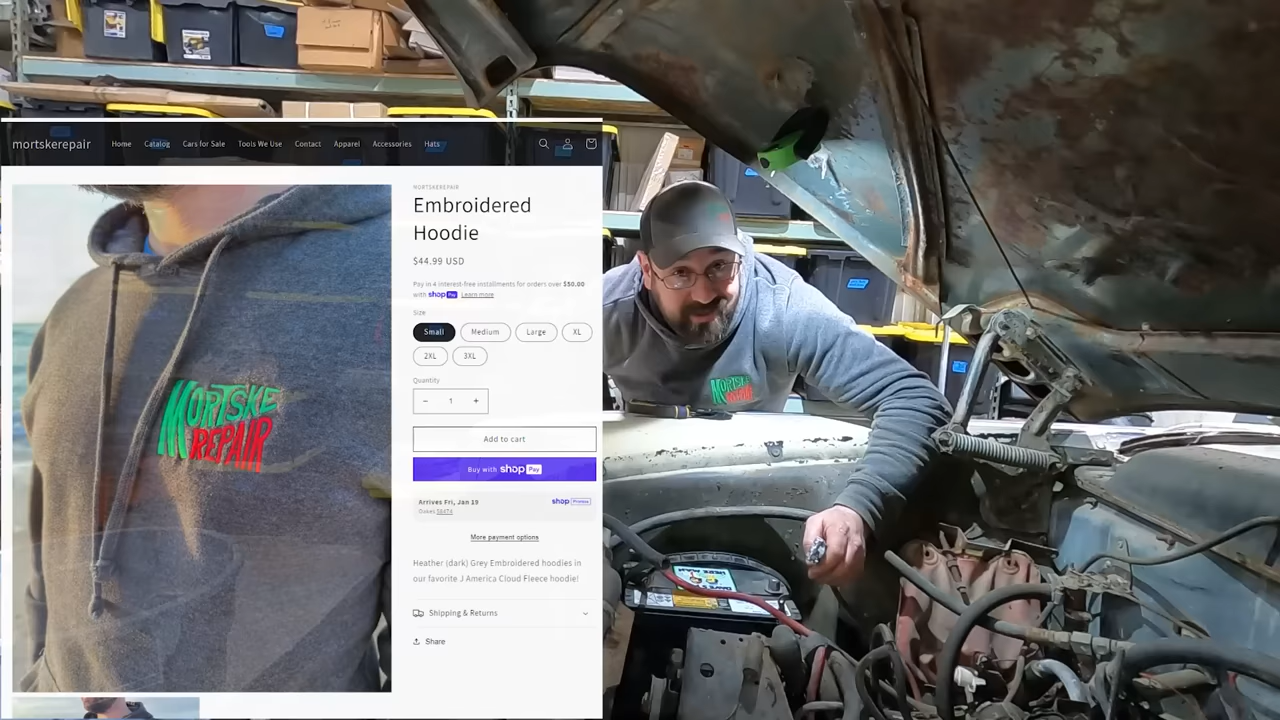 mortskerepair
Home Catalog Cars for Sale Tools We Use Contact Apparel Accessories Hats
MORTSKEREPAIR
Embroidered
Hoodie
$44.99 USD
Pay in 4 interest-free installments for orders over $50.00
with shop Pay Learn more
Size
Small Medium Large XL
2XL 3XL
Quantity
− 1 +
Add to cart
Buy with shop Pay
Arrives Fri, Jan 19
shop Promise
More payment options
Heather (dark) Grey Embroidered hoodies in
our favorite J America Cloud Fleece hoodie!
Shipping & Returns
Share
MORTSKE
REPAIR
MORTSKE
REPAIR